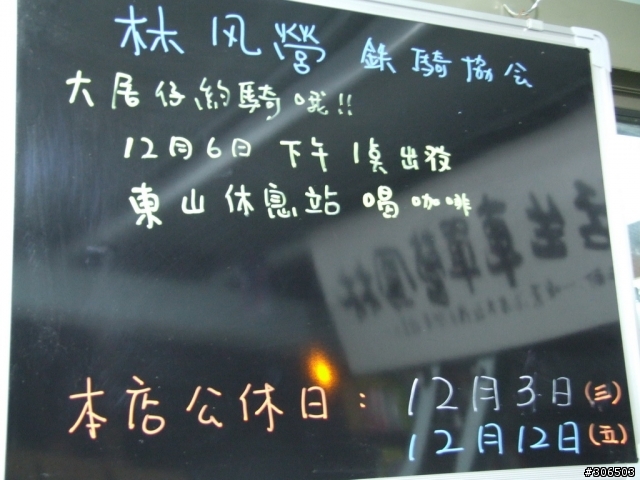 林风營 鉄騎協会
大居仔約騎哦!!
12月6日 下午1点出發
東山休息站 喝咖啡
本店公休日: 12月3日(三)
12月12日(五)
#306503